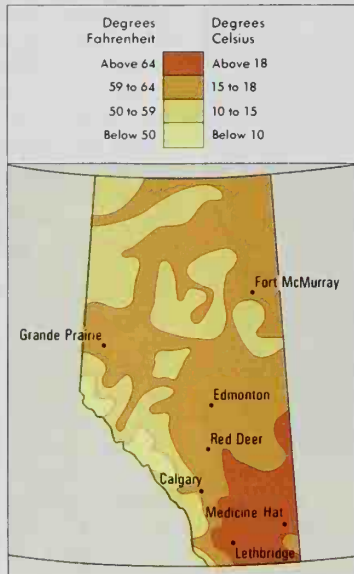 Degrees Fahrenheit Degrees Celsius
Above 64 Above 18
59 to 64 15 to 18
50 to 59 10 to 15
Below 50 Below 10
Fort McMurray
Grande Prairie
Edmonton
Red Deer
Calgary
Medicine Hat
Lethbridge